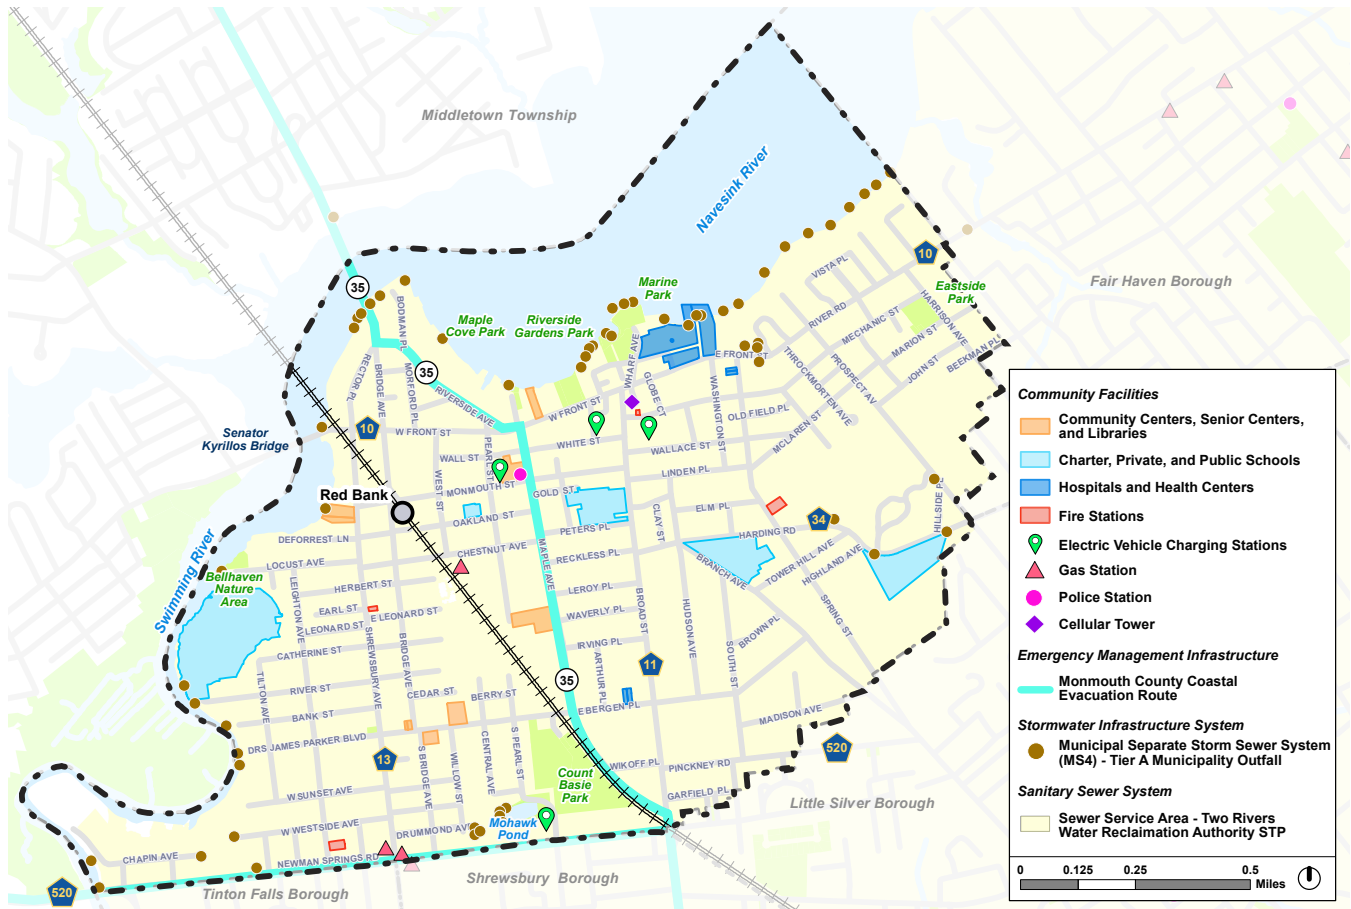 Middletown Township
Navesink River
Fair Haven Borough
10
VISTA PL
Eastside
Park
35
Marine
Park
RIVER RD
HARRISON AVE
MECHANIC ST
MARION ST
BEEKMAN PL
JOHN ST
BODMAN PL
Maple
Cove Park
Riverside
Gardens Park
E FRONT ST
THROCKMORTEN AVE
PROSPECT AV
WHARF AVE
GLOBE CT
WASHINGTON ST
35
RECTOR PL
BRIDGE AVE
MORFORD PL
RIVERSIDE AVE
W FRONT ST
OLD FIELD PL
MCLAREN ST
Senator
Kyrillos Bridge
10
W FRONT ST
WHITE ST
WALLACE ST
WALL ST
PEARL ST
LINDEN PL
WEST ST
MONMOUTH ST
GOLD ST
Red Bank
OAKLAND ST
PETERS PL
CLAY ST
ELM PL
34
HILLSIDE PL
HARDING RD
DEFOREST LN
CHESTNUT AVE
MAPLE AVE
RECKLESS PL
BRANCH AVE
TOWER HILL AVE
HIGHLAND AVE
LOCUST AVE
Swimming River
Bellhaven
Nature
Area
LEIGHTON AVE
HERBERT ST
LEROY PL
EARL ST
E LEONARD ST
WAVERLY PL
BROAD ST
HUDSON AVE
SPRING ST
LEONARD ST
SHREWSBURY AVE
BRIDGE AVE
IRVING PL
BROWN PL
CATHERINE ST
ARTHUR PL
11
SOUTH ST
TILTON AVE
RIVER ST
CEDAR ST
BERRY ST
35
BANK ST
E BERGEN PL
MADISON AVE
DRS JAMES PARKER BLVD
S BRIDGE AVE
WILLOW ST
CENTRAL AVE
S PEARL ST
520
13
WIKOFF PL
PINCKNEY RD
Count
Basie
Park
W SUNSET AVE
GARFIELD PL
Little Silver Borough
Mohawk
Pond
W WESTSIDE AVE
DRUMMOND AVE
CHAPIN AVE
NEWMAN SPRINGS RD
520
Tinton Falls Borough
Shrewsbury Borough
Community Facilities
Community Centers, Senior Centers,
and Libraries
Charter, Private, and Public Schools
Hospitals and Health Centers
Fire Stations
Electric Vehicle Charging Stations
Gas Station
Police Station
Cellular Tower
Emergency Management Infrastructure
Monmouth County Coastal
Evacuation Route
Stormwater Infrastructure System
Municipal Separate Storm Sewer System
(MS4) - Tier A Municipality Outfall
Sanitary Sewer System
Sewer Service Area - Two Rivers
Water Reclamation Authority STP
0 0.125 0.25 0.5
Miles